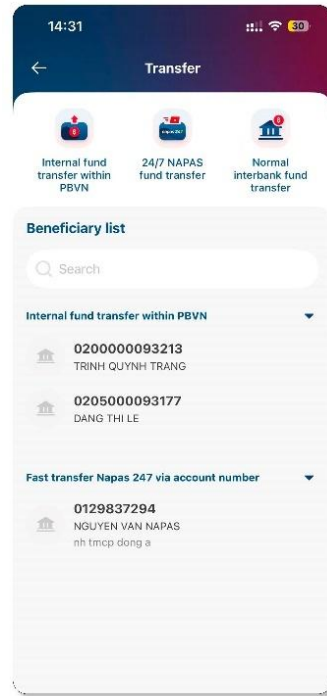 14:31
30
Transfer
Internal fund
transfer within
PBVN
24/7 NAPAS
fund transfer
Normal
interbank fund
transfer
Beneficiary list
Search
Internal fund transfer within PBVN
0200000093213
TRINH QUYNH TRANG
0205000093177
DANG THI LE
Fast transfer Napas 247 via account number
0129837294
NGUYEN VAN NAPAS
nh tmcp dong a